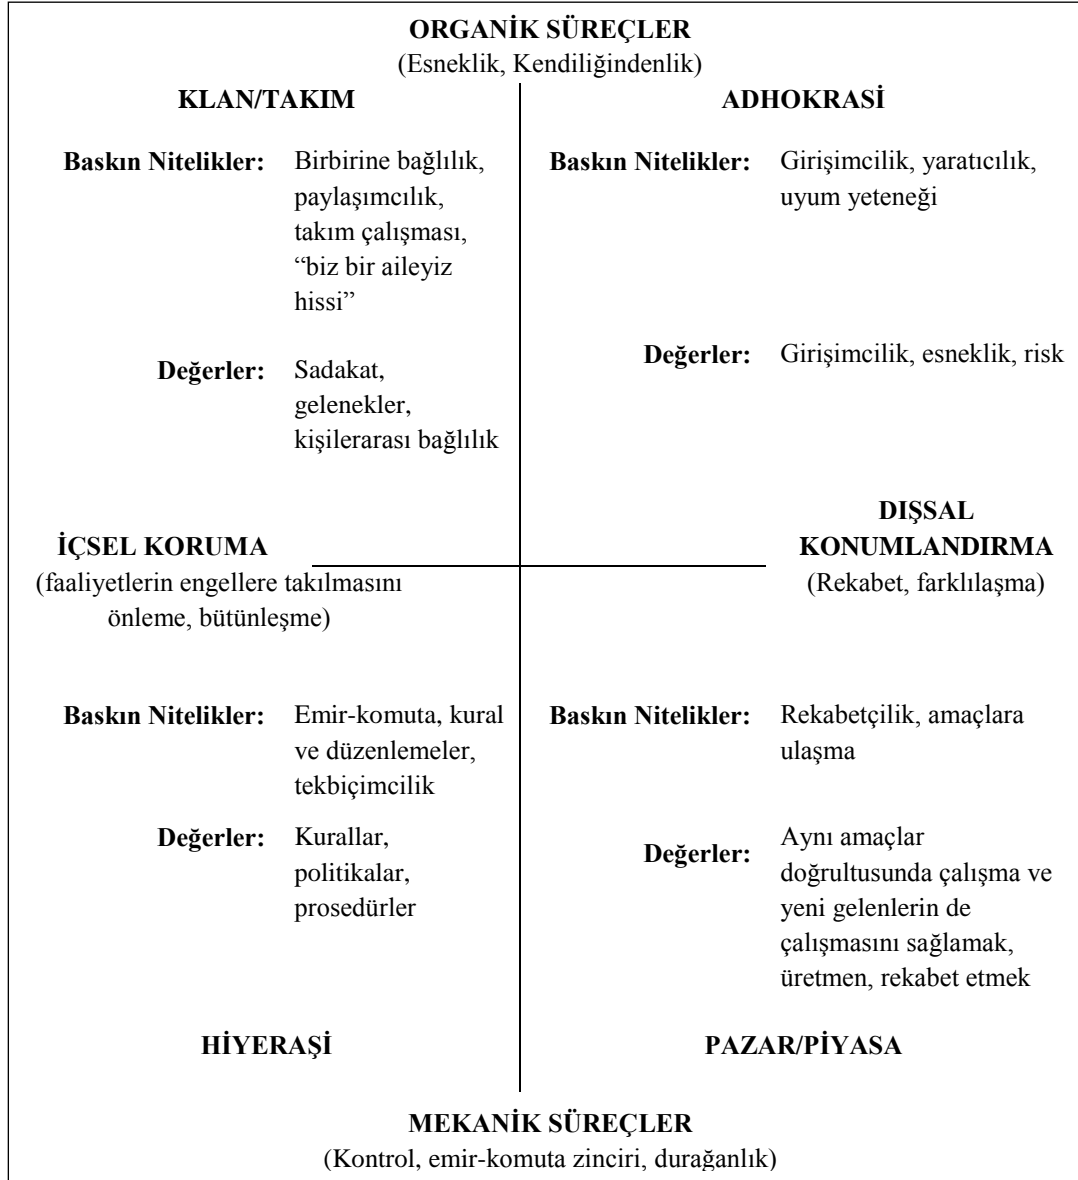 ORGANİK SÜREÇLER
(Esneklik, Kendiliğindenlik)
KLAN/TAKIM
Baskın Nitelikler: Birbirine bağlılık,
paylaşımcılık,
takım çalışması,
“biz bir aileyiz
hissi”
Değerler: Sadakat,
gelenekler,
kişilerarası bağlılık
ADHOKRASİ
Baskın Nitelikler: Girişimcilik, yaratıcılık,
uyum yeteneği
Değerler: Girişimcilik, esneklik, risk
İÇSEL KORUMA
(faaliyetlerin engellere takılmasını
önleme, bütünleşme)
DIŞSAL
KONUMLANDIRMA
(Rekabet, farklılaşma)
Baskın Nitelikler: Emir-komuta, kural
ve düzenlemeler,
tekbiçimcilik
Değerler: Kurallar,
politikalar,
prosedürler
HİYERAŞİ
Baskın Nitelikler: Rekabetçilik, amaçlara
ulaşma
Değerler: Aynı amaçlar
doğrultusunda çalışma ve
yeni gelenlerin de
çalışmasını sağlamak,
üretmen, rekabet etmek
PAZAR/PİYASA
MEKANİK SÜREÇLER
(Kontrol, emir-komuta zinciri, durağanlık)